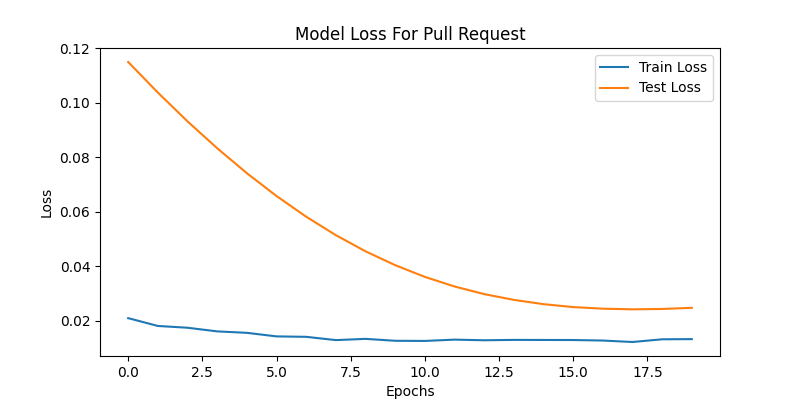 Model Loss For Pull Request
Train Loss
Test Loss
0.12
0.10
0.08
0.06
0.04
0.02
Loss
0.0 2.5 5.0 7.5 10.0 12.5 15.0 17.5
Epochs